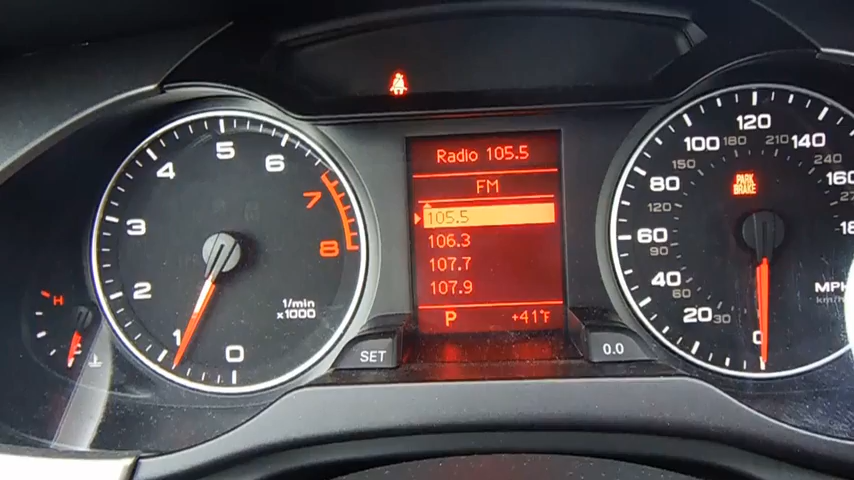 Radio 105.5
FM
105.5
106.3
107.7
107.9
P +41°F
SET
0.0
0
1
2
3
4
5
6
7
8
1/min
x1000
H
C
PARK
BRAKE
0
20
40
60
80
100
120
140
160
30
60
90
120
150
180
210
240
MPH
km/h